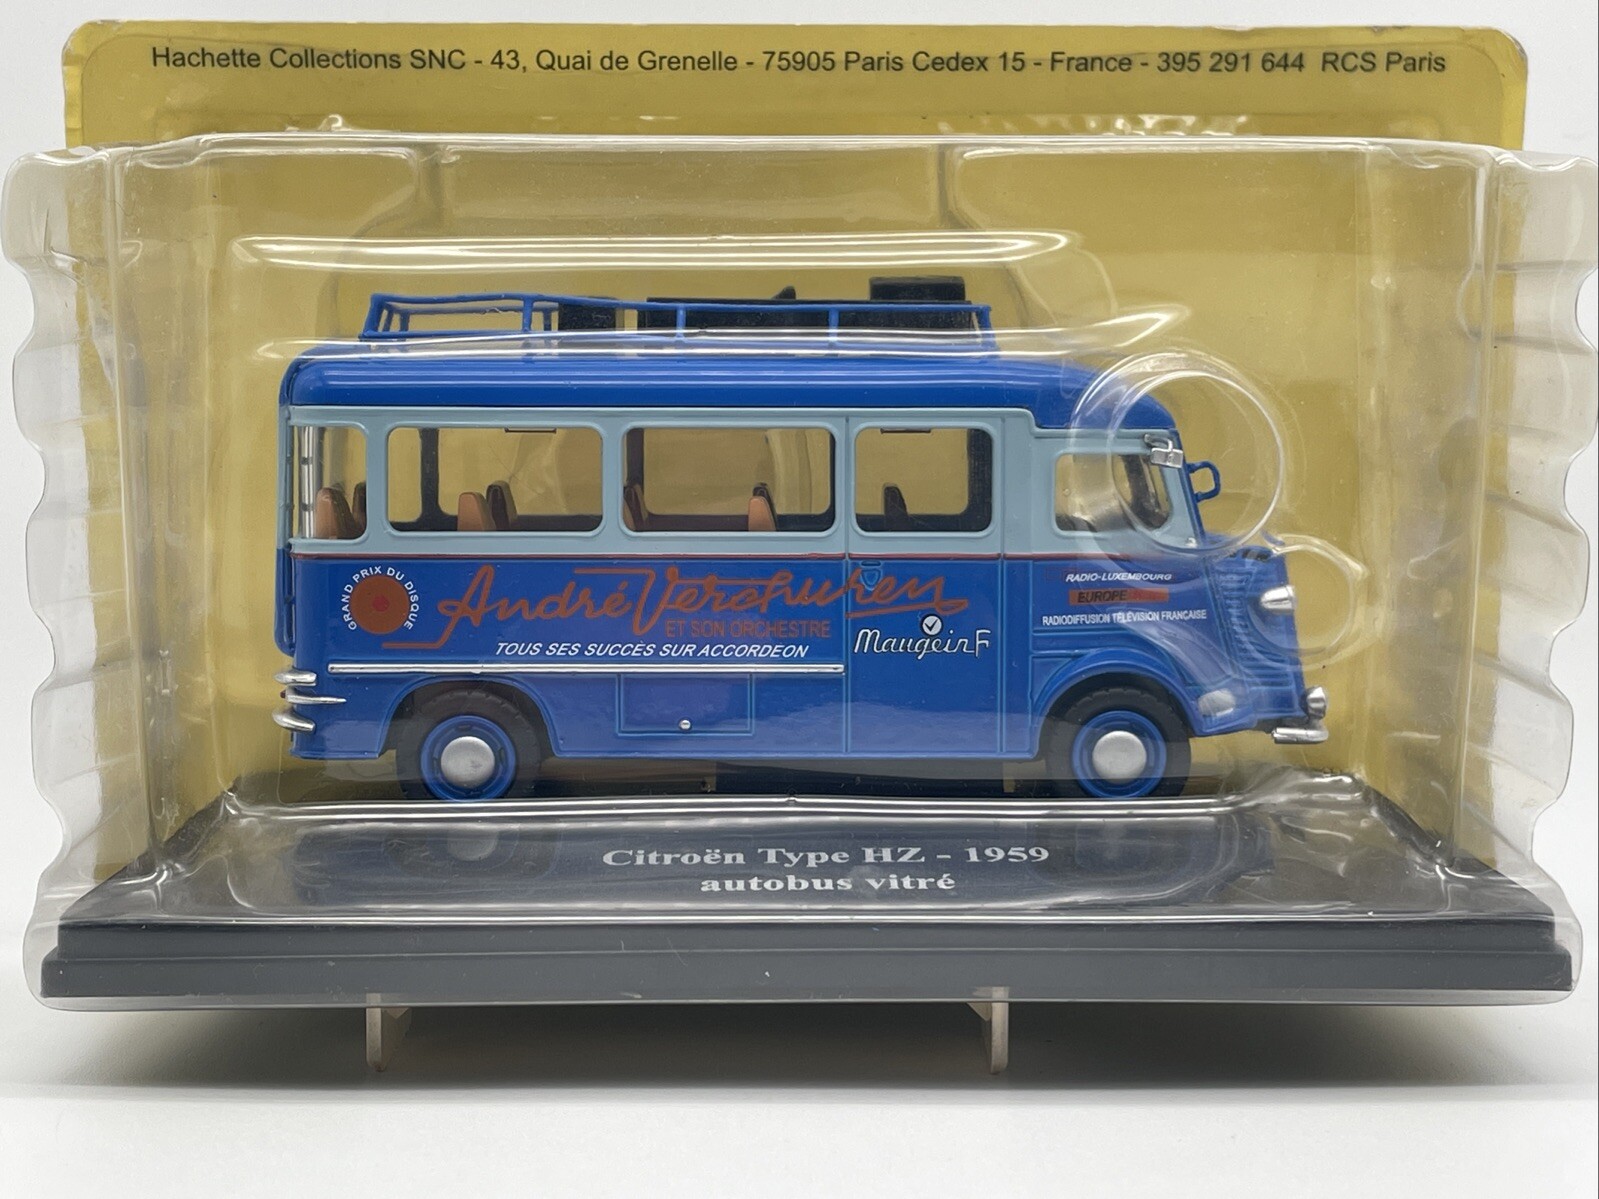 Hachette Collections SNC - 43, Quai de Grenelle - 75905 Paris Cedex 15 - France - 395 291 644 RCS Paris
GRAND PRIX DU DISQUE
André Verchuren
ET SON ORCHESTRE
TOUS SES SUCCÈS SUR ACCORDEON
Maugein F
RADIO-LUXEMBOURG
EUROPE
RADIODIFFUSION TÉLÉVISION FRANÇAISE
Citroën Type HZ - 1959
autobus vitré